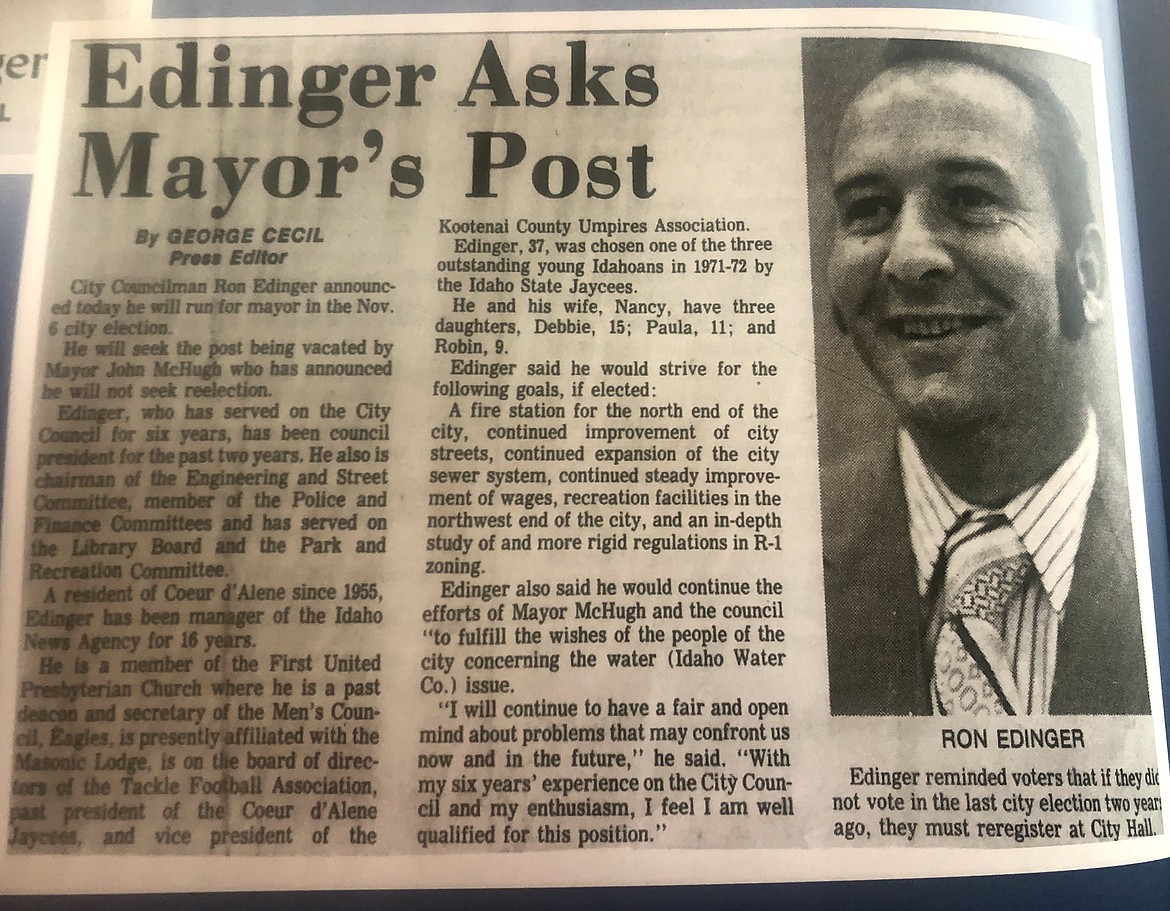 ger
L
Edinger Asks
Mayor's Post
By GEORGE CECIL
Press Editor
City Councilman Ron Edinger announc-
ed today he will run for mayor in the Nov.
6 city election.
He will seek the post being vacated by
Mayor John McHugh who has announced
he will not seek reelection.
Edinger, who has served on the City
Council for six years, has been council
president for the past two years. He also is
chairman of the Engineering and Street
Committee, member of the Police and
Finance Committees and has served on
the Library Board and the Park and
Recreation Committee.
A resident of Coeur d'Alene since 1955,
Edinger has been manager of the Idaho
News Agency for 16 years.
He is a member of the First United
Presbyterian Church where he is a past
deacon and secretary of the Men's Coun-
cil, Eagles, is presently affiliated with the
Masonic Lodge, is on the board of direc-
tors of the Tackle Football Association,
past president of the Coeur d'Alene
Jaycees, and vice president of the
Kootenai County Umpires Association.
Edinger, 37, was chosen one of the three
outstanding young Idahoans in 1971-72 by
the Idaho State Jaycees.
He and his wife, Nancy, have three
daughters, Debbie, 15; Paula, 11; and
Robin, 9.
Edinger said he would strive for the
following goals, if elected:
A fire station for the north end of the
city, continued improvement of city
streets, continued expansion of the city
sewer system, continued steady improve-
ment of wages, recreation facilities in the
northwest end of the city, and an in-depth
study of and more rigid regulations in R-1
zoning.
Edinger also said he would continue the
efforts of Mayor McHugh and the council
"to fulfill the wishes of the people of the
city concerning the water (Idaho Water
Co.) issue.
"I will continue to have a fair and open
mind about problems that may confront us
now and in the future," he said. "With
my six years' experience on the City Coun-
cil and my enthusiasm, I feel I am well
qualified for this position."
RON EDINGER
Edinger reminded voters that if they did
not vote in the last city election two years
ago, they must reregister at City Hall.